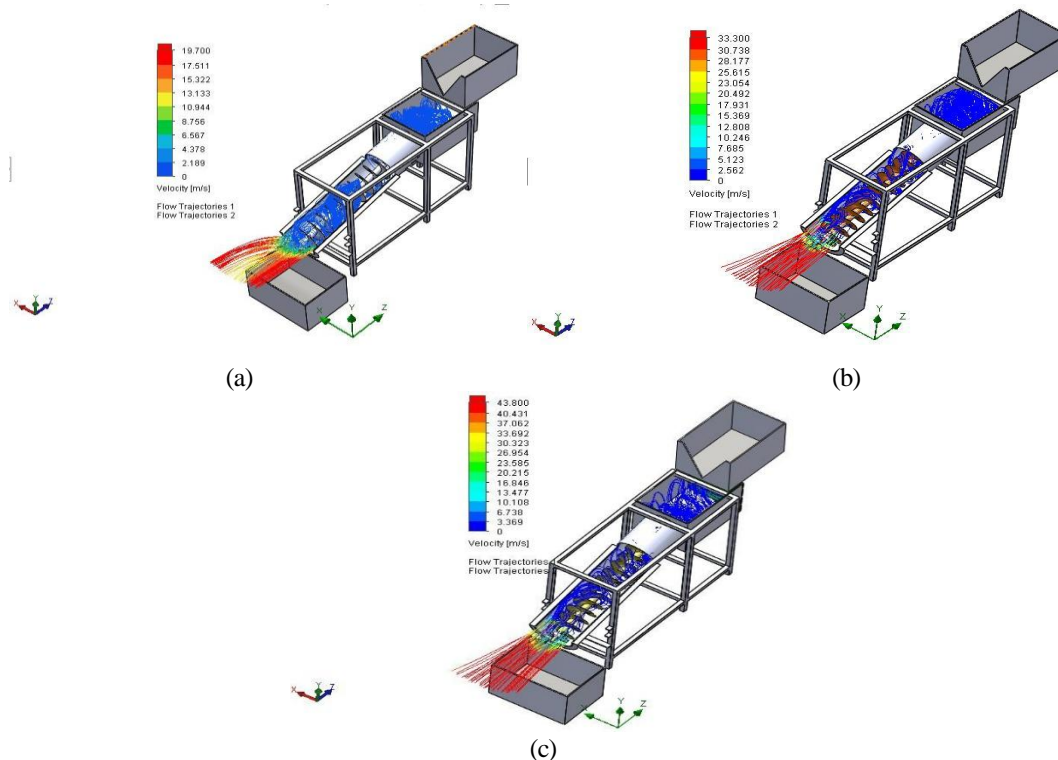 19.700
17.511
15.322
13.133
10.944
8.756
6.567
4.378
2.189
0
Velocity [m/s]
Flow Trajectories 1
Flow Trajectories 2
X Y Z
X Y Z
(a)
33.300
30.738
28.177
25.615
23.054
20.492
17.931
15.369
12.808
10.246
7.685
5.123
2.562
0
Velocity [m/s]
Flow Trajectories 1
Flow Trajectories 2
X Y Z
X Y Z
(b)
43.800
40.431
37.062
33.692
30.323
26.954
23.585
20.215
16.846
13.477
10.108
6.738
3.369
0
Velocity [m/s]
Flow Trajectories
Flow Trajectories
X Y Z
X Y Z
(c)